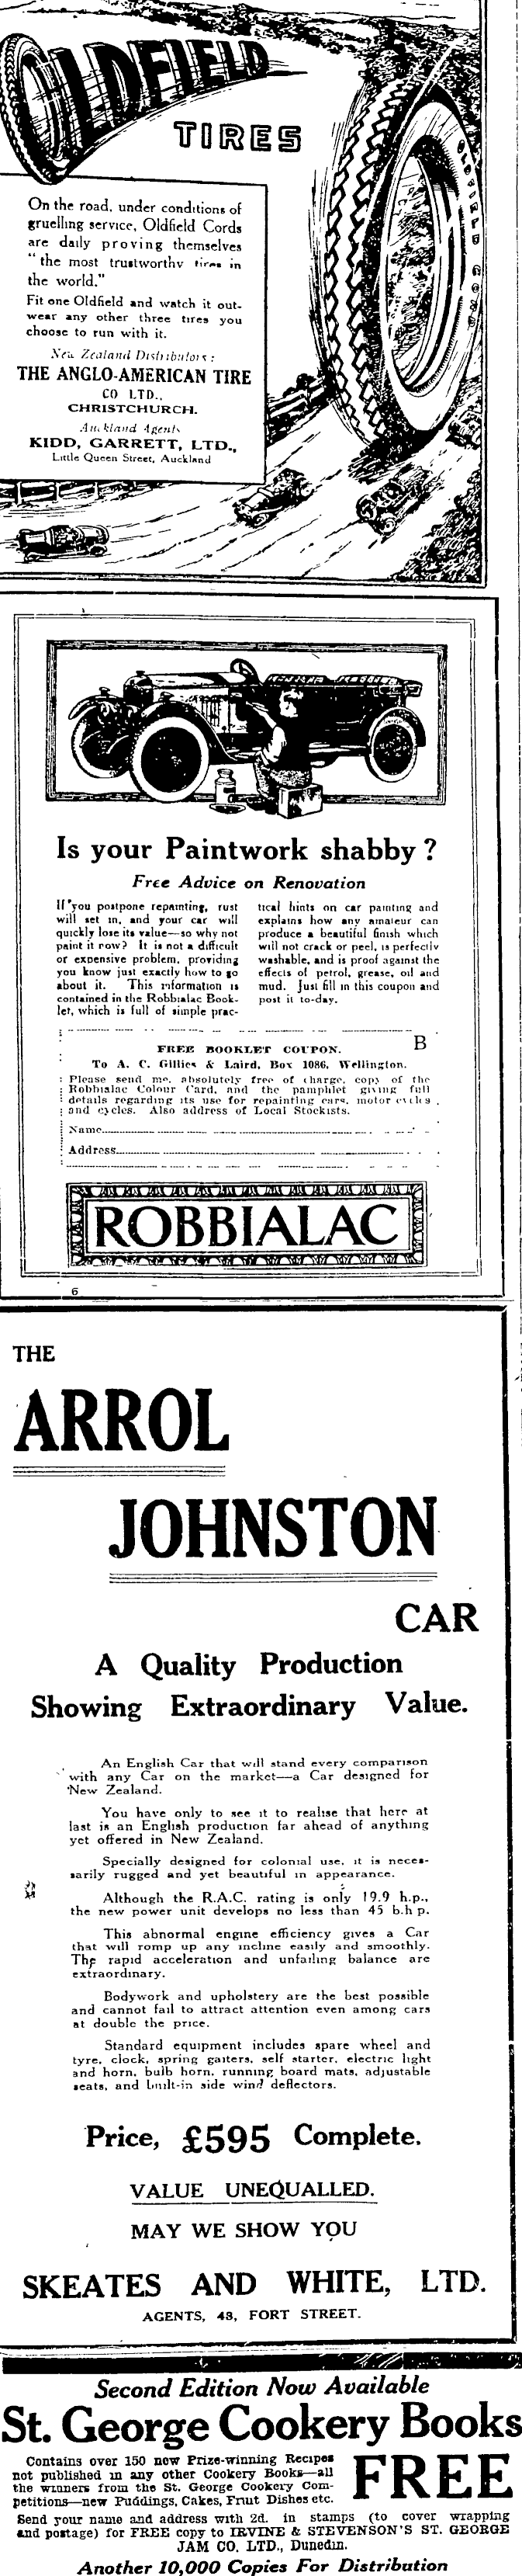 OLDFIELD
TIRES
OLDFIELD CORD
On the road, under conditions of
gruelling service, Oldfield Cords
are daily proving themselves
"the most trustworthy tires in
the world."
Fit one Oldfield and watch it out-
wear any other three tires you
choose to run with it.
New Zealand Distributors:
THE ANGLO-AMERICAN TIRE
CO LTD.,
CHRISTCHURCH.
Auckland Agents
KIDD, GARRETT, LTD.,
Little Queen Street, Auckland
Is your Paintwork shabby?
Free Advice on Renovation
If you postpone repainting, rust
will set in, and your car will
quickly lose its value—so why not
paint it now? It is not a difficult
or expensive problem, providing
you know just exactly how to go
about it. This information is
contained in the Robbialac Book-
let, which is full of simple prac-
tical hints on car painting and
explains how any amateur can
produce a beautiful finish which
will not crack or peel, is perfectly
washable, and is proof against the
effects of petrol, grease, oil and
mud. Just fill in this coupon and
post it to-day.
FREE BOOKLET COUPON. B
To A. C. Gillies & Laird, Box 1086, Wellington.
Please send me, absolutely free of charge, copy of the
Robbialac Colour Card, and the pamphlet giving full
details regarding its use for repainting cars, motor cycles
and cycles. Also address of Local Stockists.
Name
Address
ROBBIALAC
6
THE
ARROL
JOHNSTON
CAR
A Quality Production
Showing Extraordinary Value.
An English Car that will stand every comparison
with any Car on the market—a Car designed for
New Zealand.
You have only to see it to realise that here at
last is an English production far ahead of anything
yet offered in New Zealand.
Specially designed for colonial use, it is neces-
sarily rugged and yet beautiful in appearance.
Although the R.A.C. rating is only 19.9 h.p.,
the new power unit develops no less than 45 b.h p.
This abnormal engine efficiency gives a Car
that will romp up any incline easily and smoothly.
The rapid acceleration and unfailing balance are
extraordinary.
Bodywork and upholstery are the best possible
and cannot fail to attract attention even among cars
at double the price.
Standard equipment includes spare wheel and
tyre, clock, spring gaiters, self starter, electric light
and horn, bulb horn, running board mats, adjustable
seats, and built-in side wind deflectors.
Price, £595 Complete.
VALUE UNEQUALLED.
MAY WE SHOW YOU
SKEATES AND WHITE, LTD.
AGENTS, 48, FORT STREET.
Second Edition Now Available
St. George Cookery Books
Contains over 150 new Prize-winning Recipes
not published in any other Cookery Books—all
the winners from the St. George Cookery Com-
petitions—new Puddings, Cakes, Fruit Dishes etc.
FREE
Send your name and address with 2d. in stamps (to cover wrapping
and postage) for FREE copy to IRVINE & STEVENSON'S ST. GEORGE
JAM CO. LTD., Dunedin.
Another 10,000 Copies For Distribution